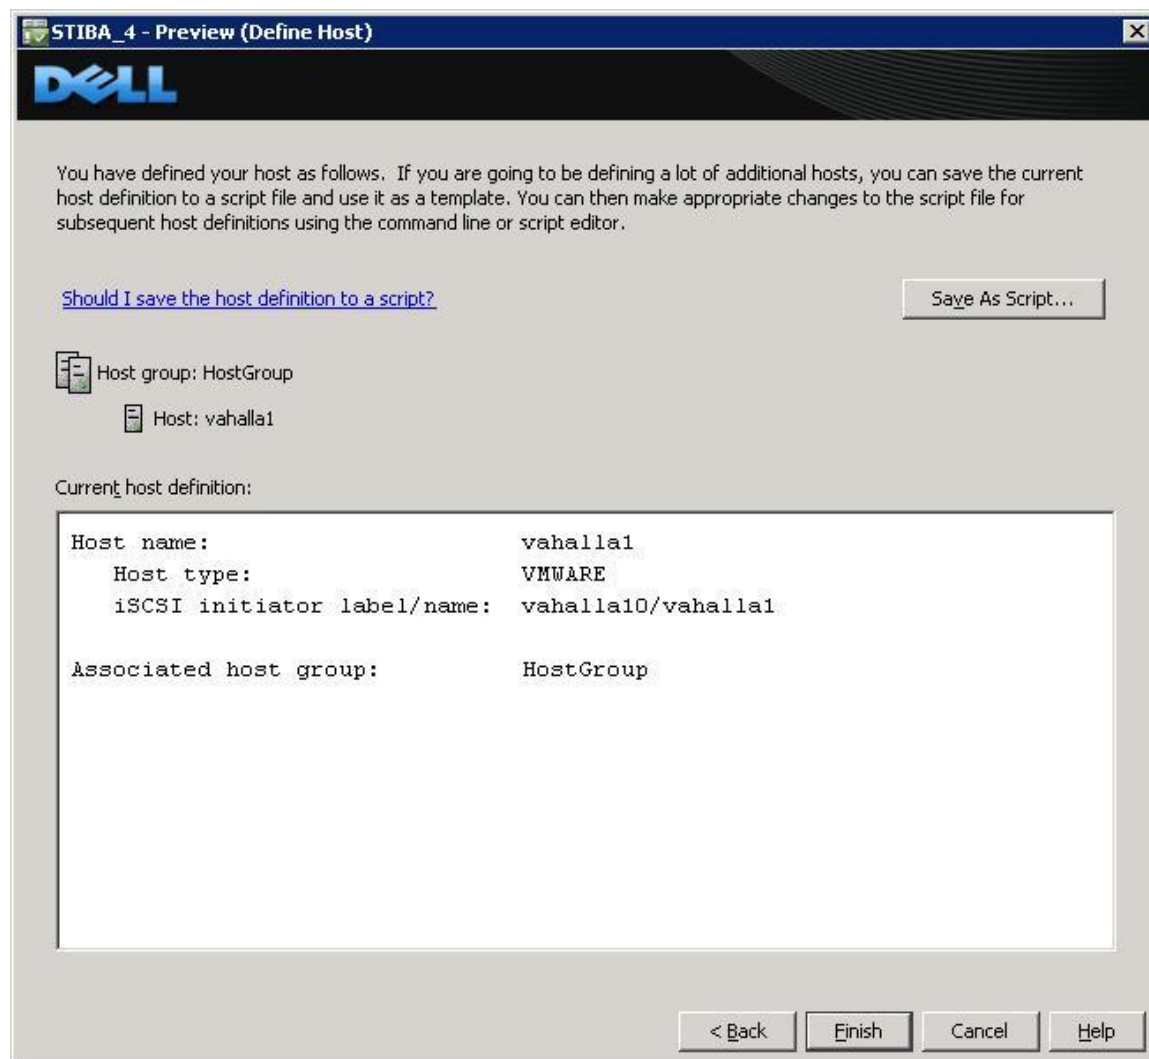 STIBA_4 - Preview (Define Host)
DELL
You have defined your host as follows.  If you are going to be defining a lot of additional hosts, you can save the current
host definition to a script file and use it as a template. You can then make appropriate changes to the script file for
subsequent host definitions using the command line or script editor.
Should I save the host definition to a script?
Save As Script...
Host group: HostGroup
Host: vahalla1
Current host definition:
Host name: vahalla1
Host type: VMWARE
iSCSI initiator label/name: vahalla10/vahalla1
Associated host group: HostGroup
< Back
Finish
Cancel
Help